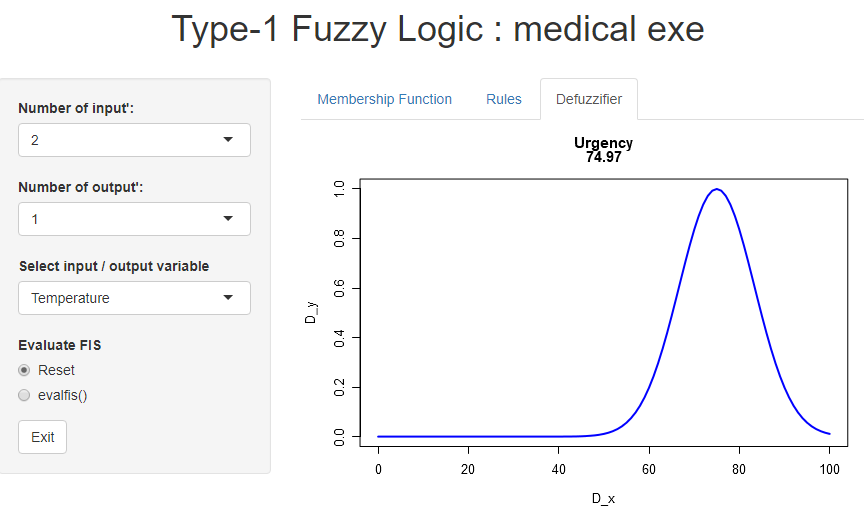 Type-1 Fuzzy Logic : medical exe
Number of input':
2
Number of output':
1
Select input / output variable
Temperature
Evaluate FIS
Reset
evalfis()
Exit
Membership Function Rules Defuzzifier
Urgency
74.97
1.0
0.8
0.6
0.4
0.2
0.0
D_y
0 20 40 60 80 100
D_x